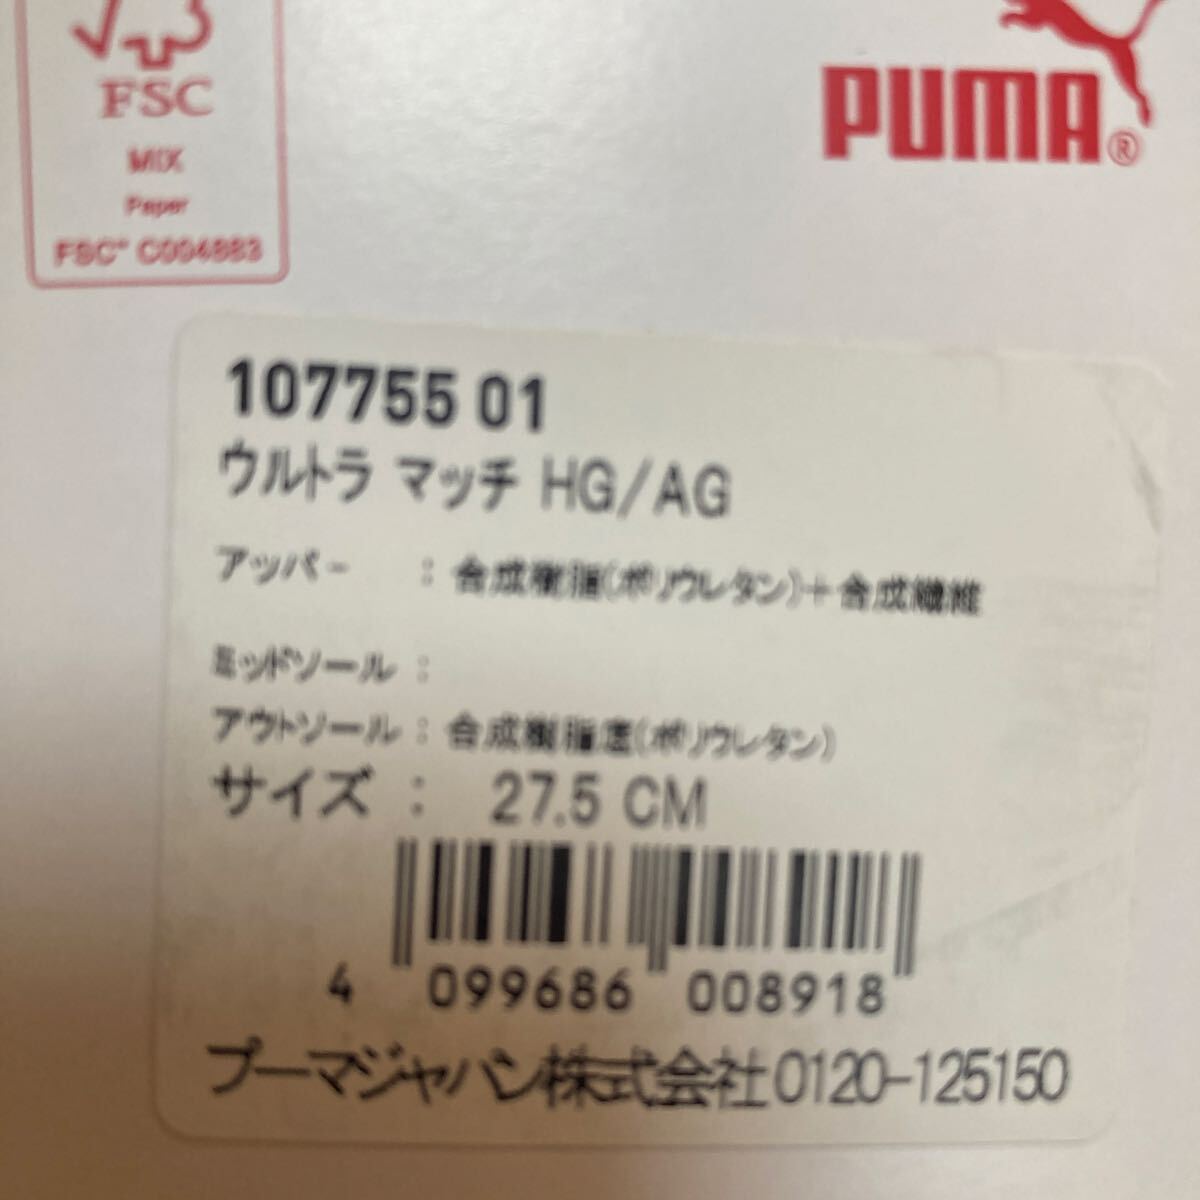 FSC
MIX
Paper
FSC® C004883
PUMA®
107755 01
ウルトラ マッチ HG/AG
アッパー : 合成樹脂(ポリウレタン)+合成繊維
ミッドソール :
アウトソール : 合成樹脂底(ポリウレタン)
サイズ : 27.5 CM
4 099686 008918
プーマジャパン株式会社0120-125150